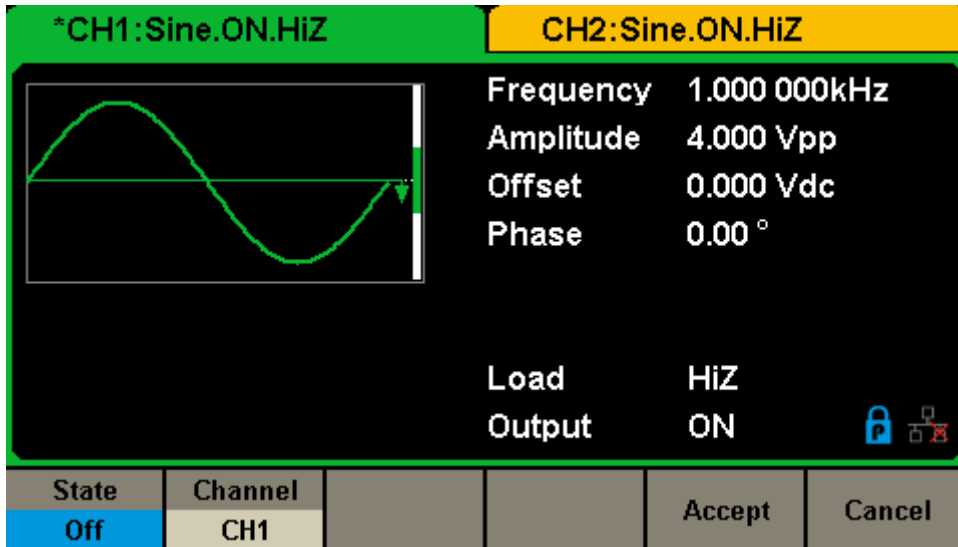 *CH1:Sine.ON.HiZ
CH2:Sine.ON.HiZ
Frequency 1.000 000kHz
Amplitude 4.000 Vpp
Offset 0.000 Vdc
Phase 0.00 °
Load HiZ
Output ON
P
State
Off
Channel
CH1
Accept
Cancel